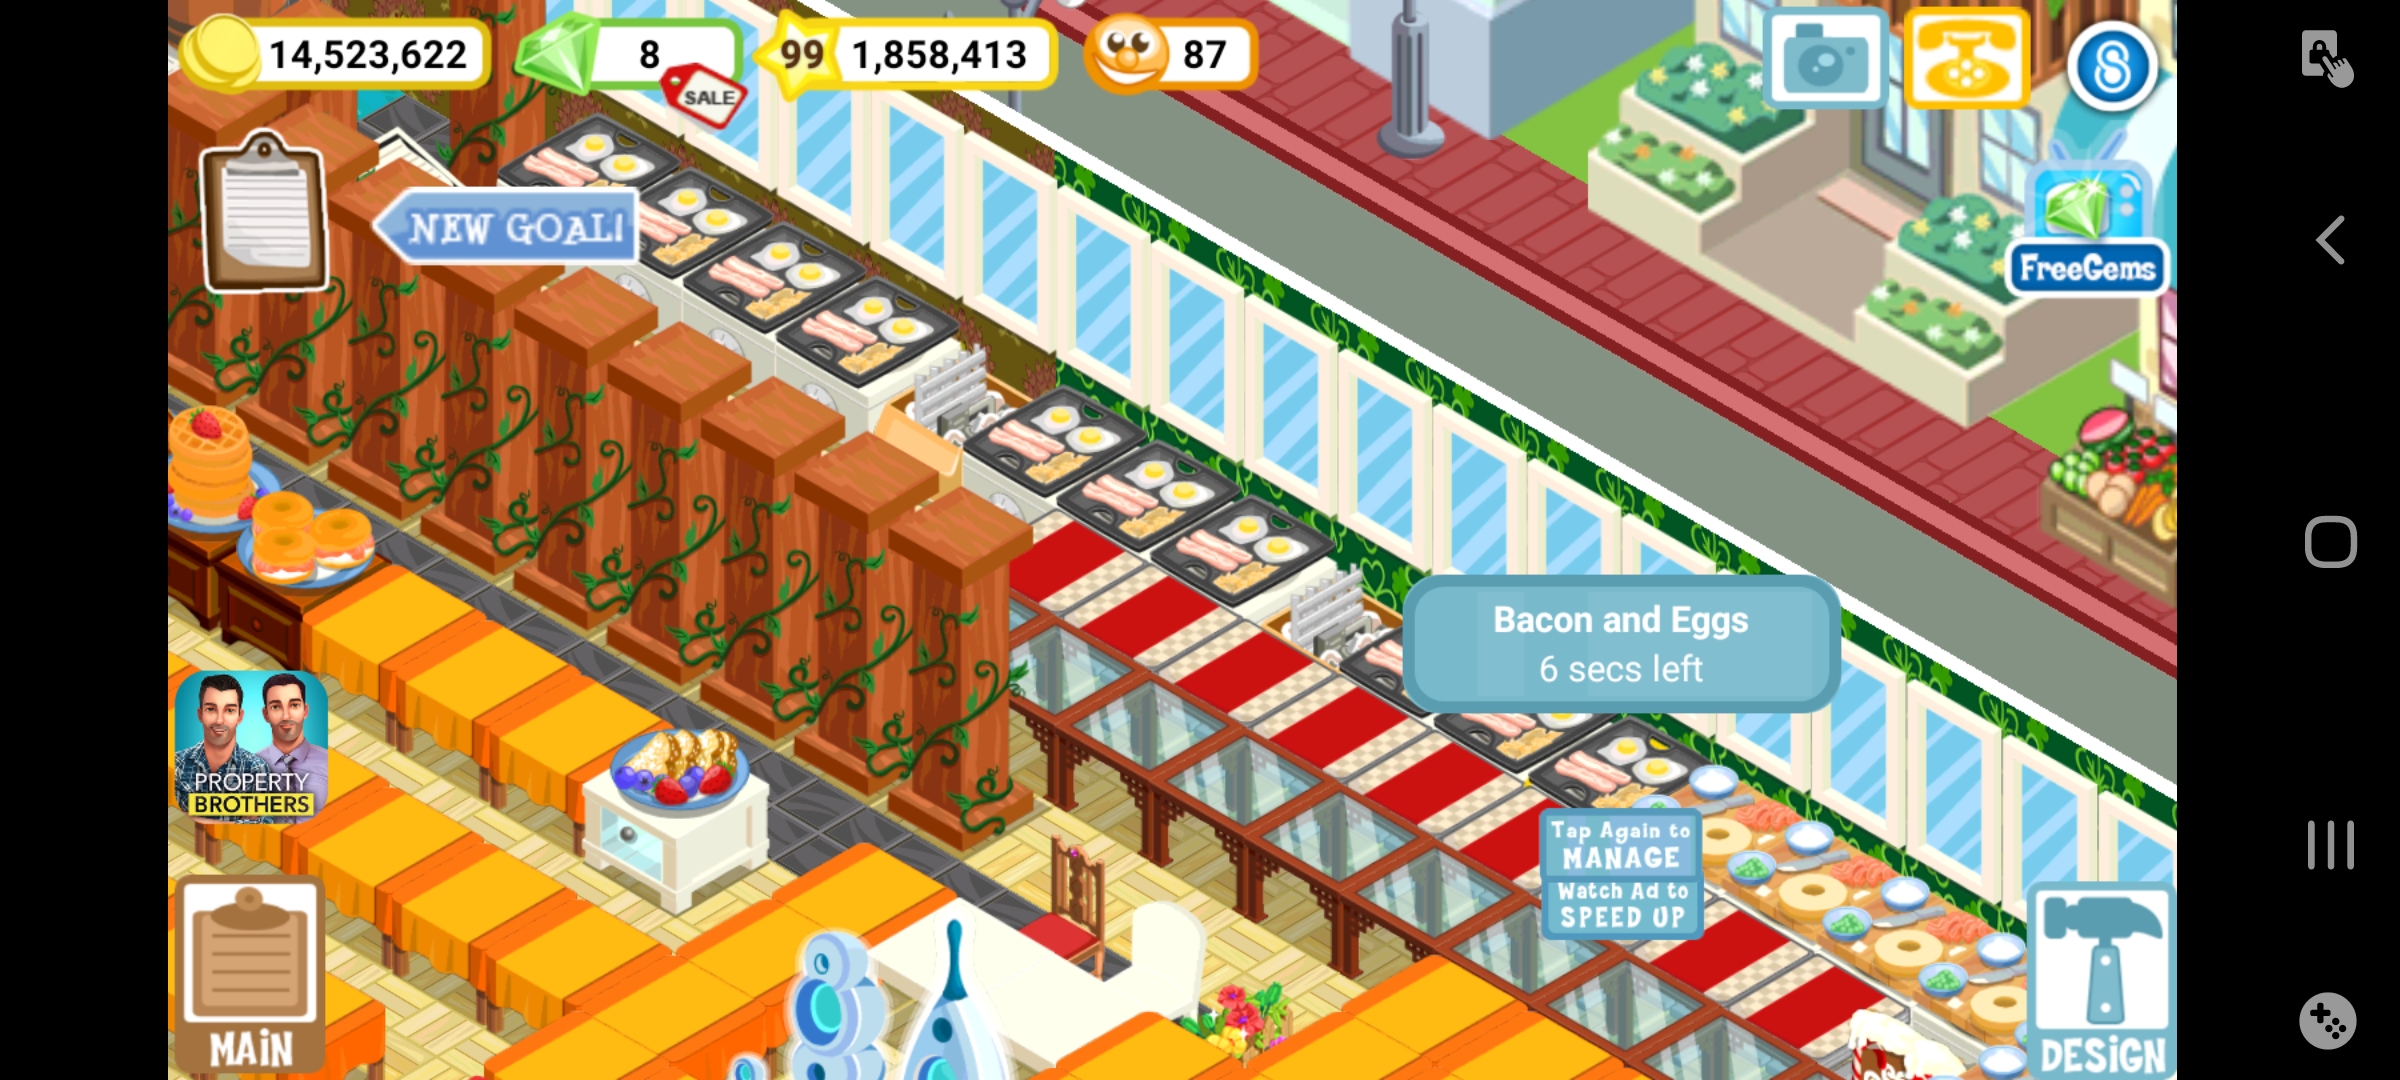 14,523,622
8
SALE
99
1,858,413
87
NEW GOAL!
FreeGems
Bacon and Eggs
6 secs left
PROPERTY
BROTHERS
Tap Again to
MANAGE
Watch Ad to
SPEED UP
MAIN
DESIGN